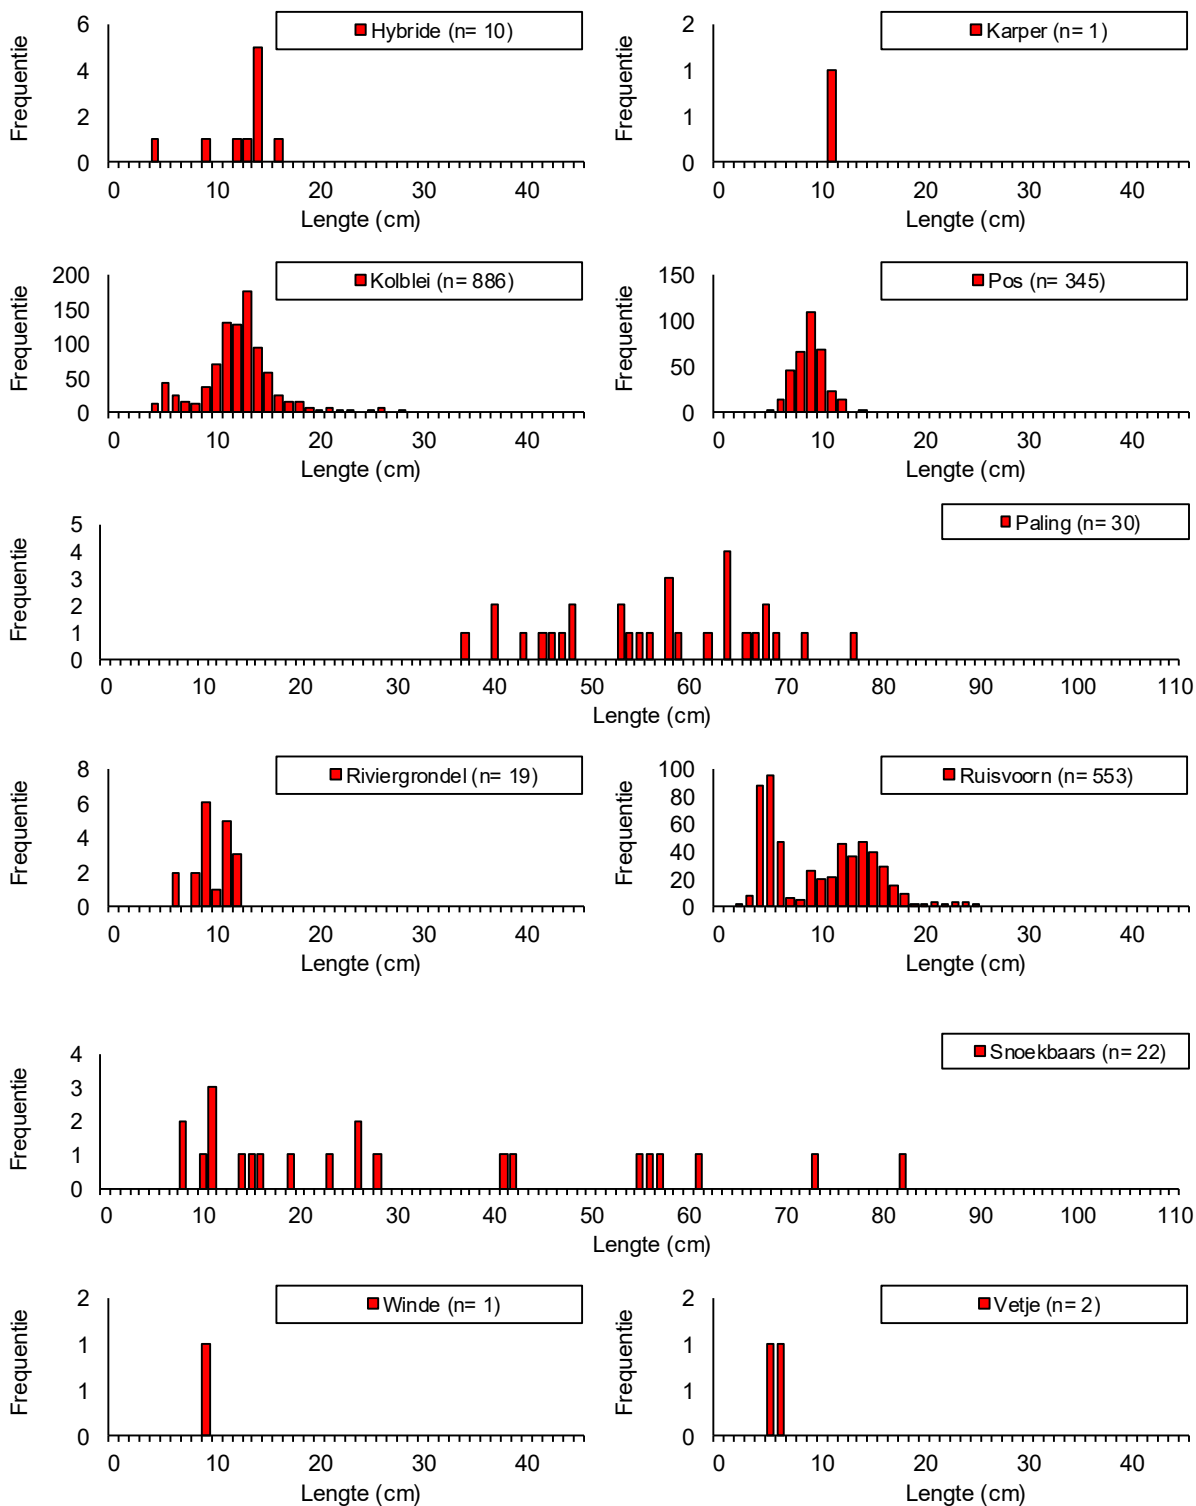 Hybride (n= 10)
Frequentie
6
4
2
0
0 10 20 30 40
Lengte (cm)
Karper (n= 1)
Frequentie
2
1
1
0
0 10 20 30 40
Lengte (cm)
Kolblei (n= 886)
Frequentie
200
150
100
50
0
0 10 20 30 40
Lengte (cm)
Pos (n= 345)
Frequentie
150
100
50
0
0 10 20 30 40
Lengte (cm)
Paling (n= 30)
Frequentie
5
4
3
2
1
0
0 10 20 30 40 50 60 70 80 90 100 110
Lengte (cm)
Riviergrondel (n= 19)
Frequentie
8
6
4
2
0
0 10 20 30 40
Lengte (cm)
Ruisvoorn (n= 553)
Frequentie
100
80
60
40
20
0
0 10 20 30 40
Lengte (cm)
Snoekbaars (n= 22)
Frequentie
4
3
2
1
0
0 10 20 30 40 50 60 70 80 90 100 110
Lengte (cm)
Winde (n= 1)
Frequentie
2
1
1
0
0 10 20 30 40
Lengte (cm)
Vetje (n= 2)
Frequentie
2
1
1
0
0 10 20 30 40
Lengte (cm)